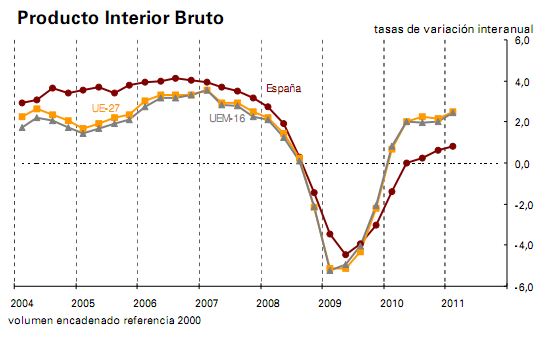 Producto Interior Bruto
tasas de variación interanual
6,0
España
4,0
UE-27
UEM-16
2,0
0,0
-2,0
-4,0
-6,0
2004 2005 2006 2007 2008 2009 2010 2011
volumen encadenado referencia 2000